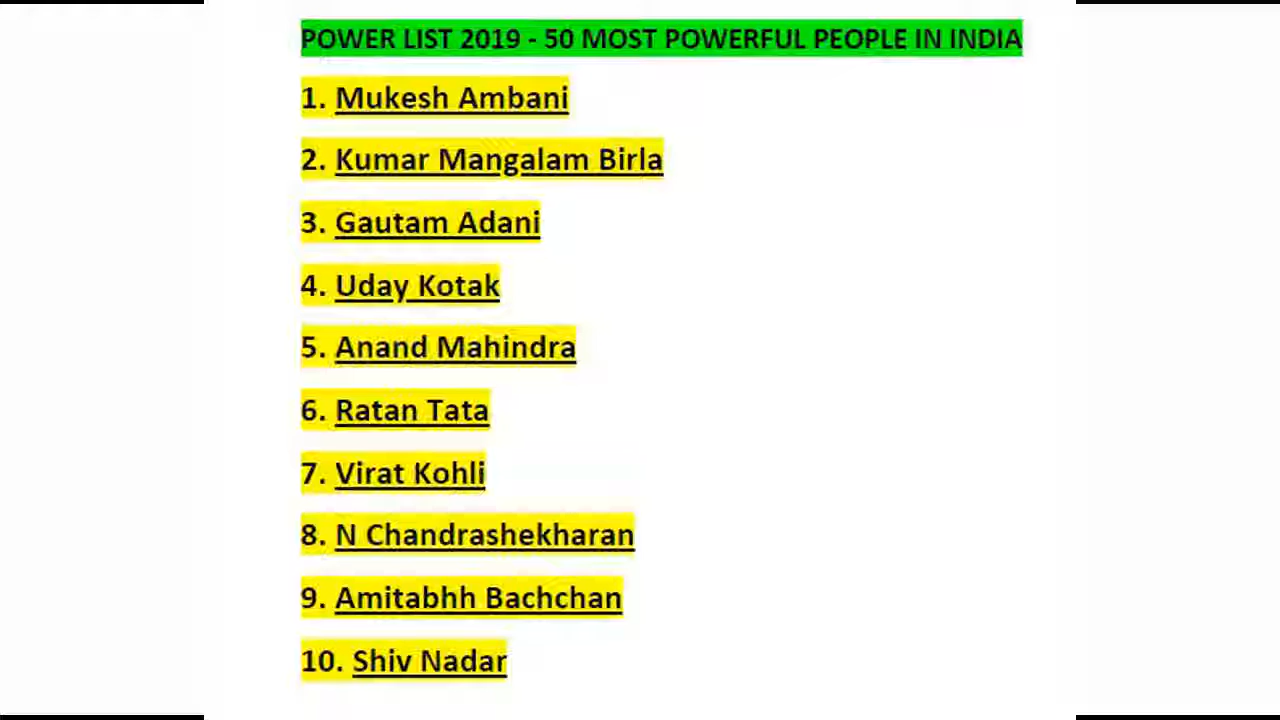 POWER LIST 2019 - 50 MOST POWERFUL PEOPLE IN INDIA
1. Mukesh Ambani
2. Kumar Mangalam Birla
3. Gautam Adani
4. Uday Kotak
5. Anand Mahindra
6. Ratan Tata
7. Virat Kohli
8. N Chandrashekharan
9. Amitabhh Bachchan
10. Shiv Nadar